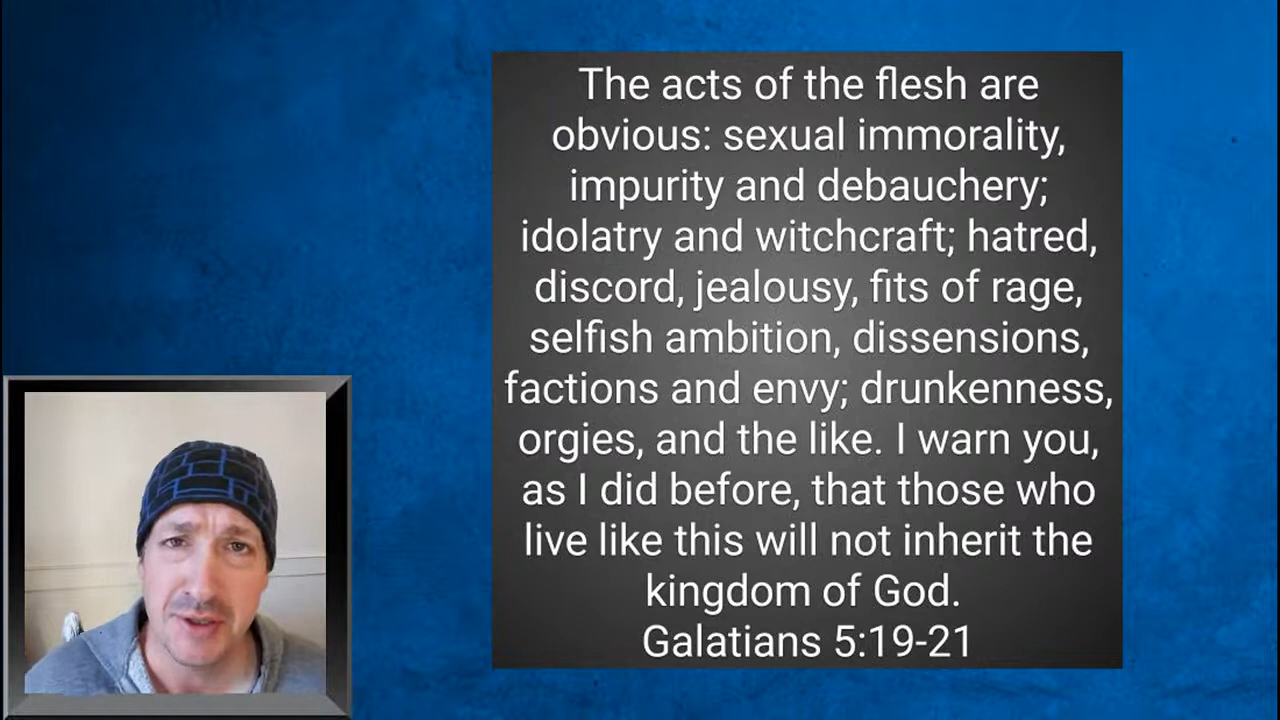 The acts of the flesh are
obvious: sexual immorality,
impurity and debauchery;
idolatry and witchcraft; hatred,
discord, jealousy, fits of rage,
selfish ambition, dissensions,
factions and envy; drunkenness,
orgies, and the like. I warn you,
as I did before, that those who
live like this will not inherit the
kingdom of God.
Galatians 5:19-21